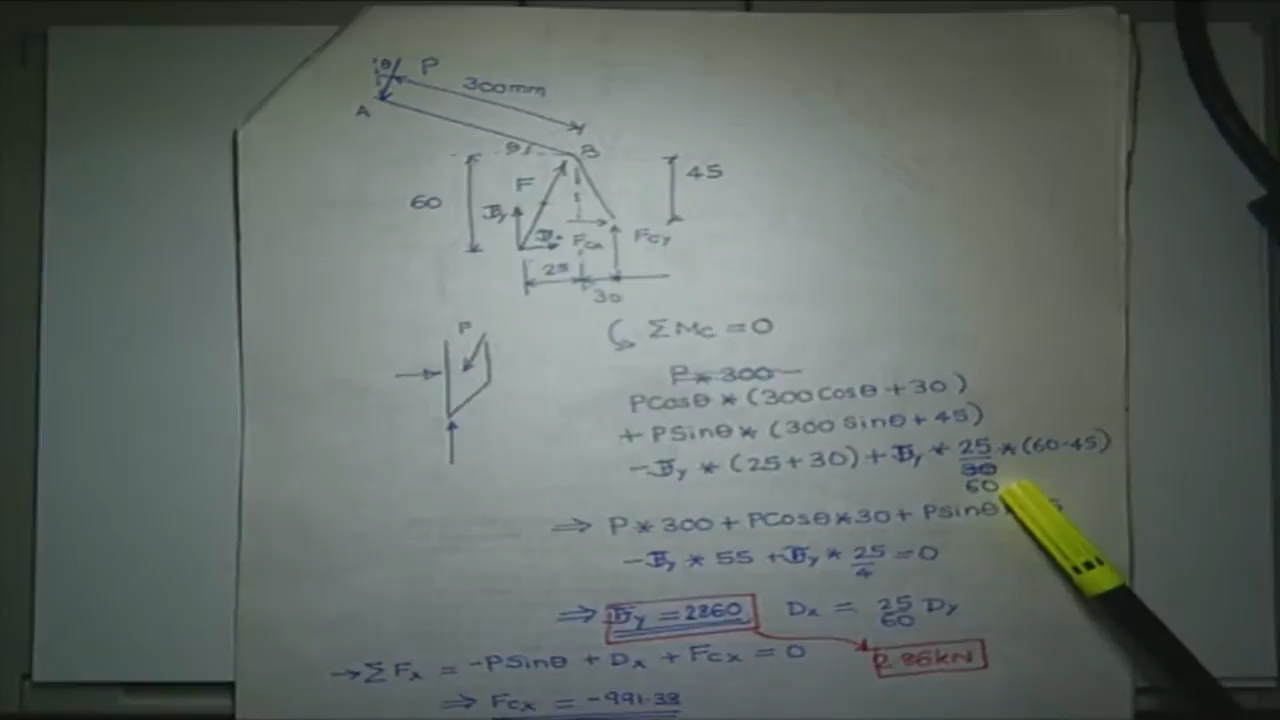 θ P
300mm
A
θ B
60 45
F
Dy
Fcx Fcy
25
30
P
ΣMc = 0
P * 300
PCosθ * (300 Cosθ + 30)
+ PSinθ * (300 Sinθ + 45)
- Dy * (25+30) + Dy * 25/60 * (60-45)
30
⇒ P * 300 + PCosθ * 30 + PSinθ
- Dy * 55 + Dy * 25/4 = 0
⇒ Dy = 2860 Dx = 25/60 Dy
→ ΣFx = -PSinθ + Dx + Fcx = 0 2.86kN
⇒ Fcx = -991.38